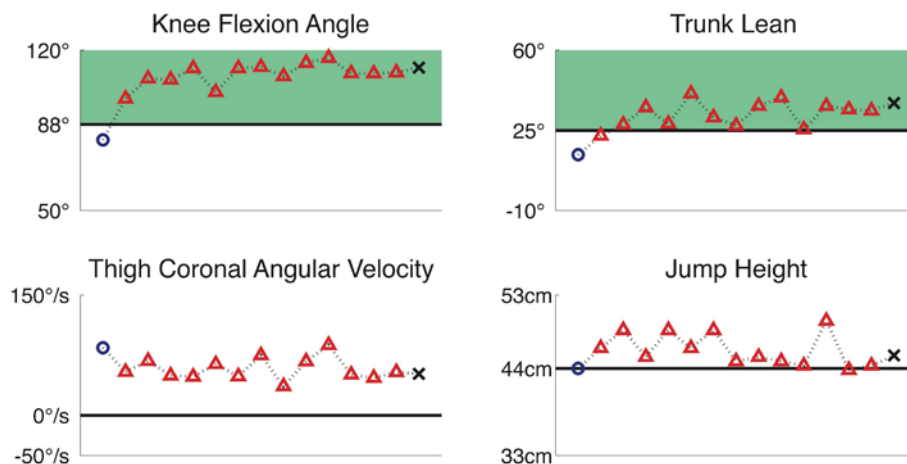 Knee Flexion Angle
120°
88°
50°
Trunk Lean
60°
25°
-10°
Thigh Coronal Angular Velocity
150°/s
0°/s
-50°/s
Jump Height
53cm
44cm
33cm